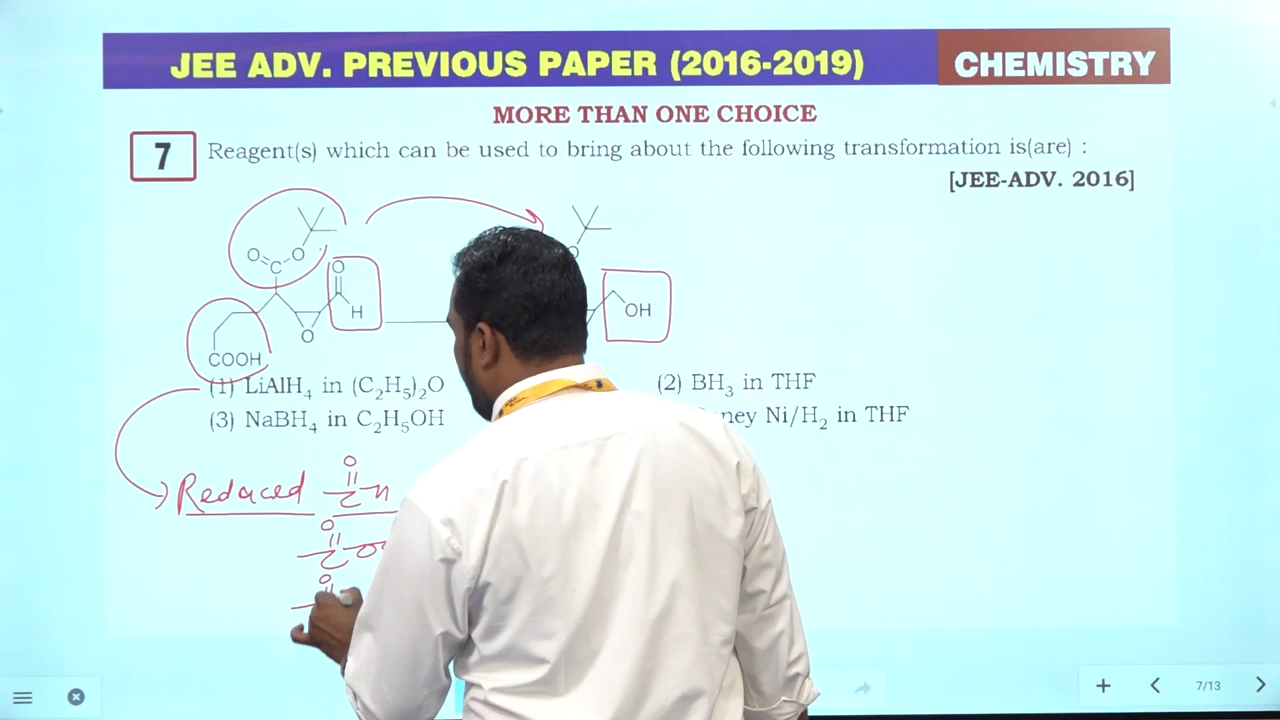 JEE ADV. PREVIOUS PAPER (2016-2019) CHEMISTRY
MORE THAN ONE CHOICE
7 Reagent(s) which can be used to bring about the following transformation is(are) :
[JEE-ADV. 2016]
O C O
O H
O
COOH
O
OH
(1) LiAlH₄ in (C₂H₅)₂O (2) BH₃ in THF
(3) NaBH₄ in C₂H₅OH Ni/H₂ in THF
Reduced
7/13